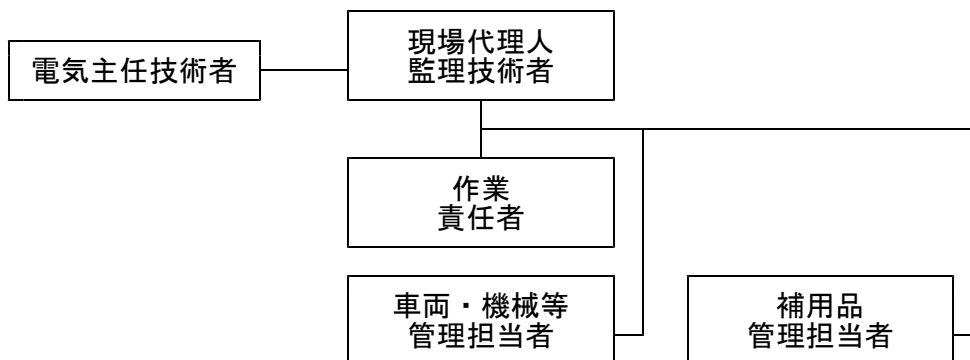 電気主任技術者
現場代理人
監理技術者
作業
責任者
車両・機械等
管理担当者
補用品
管理担当者